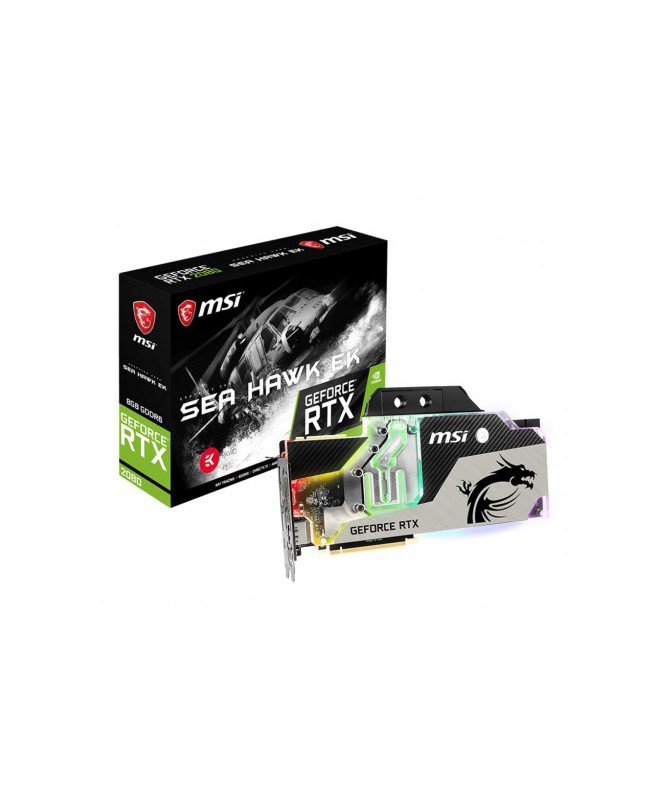 GEFORCE
RTX 2080
SEA HAWK EK
msi
msi
msi
SEA HAWK EK
8GB GDDR6
GEFORCE
RTX
2080
GEFORCE
RTX
msi
GEFORCE RTX